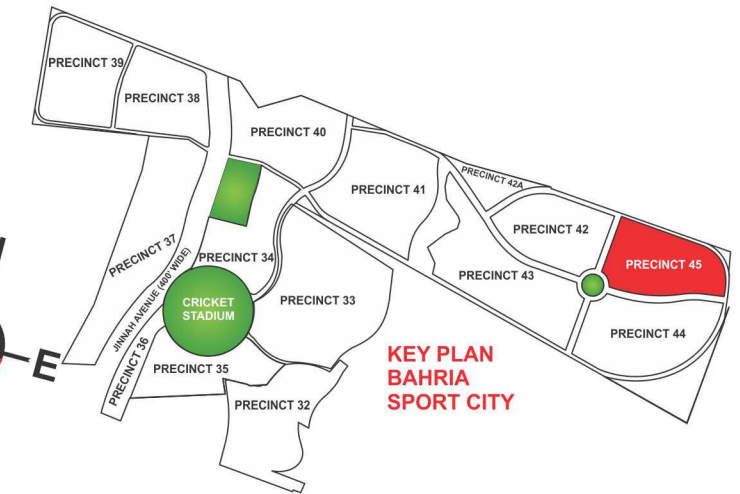 PRECINCT 39
PRECINCT 38
PRECINCT 40
PRECINCT 41
PRECINCT 42A
PRECINCT 42
PRECINCT 45
PRECINCT 37
PRECINCT 34
PRECINCT 43
JINNAH AVENUE (400' WIDE)
CRICKET
STADIUM
PRECINCT 33
PRECINCT 44
PRECINCT 36
PRECINCT 35
PRECINCT 32
E
KEY PLAN
BAHRIA
SPORT CITY